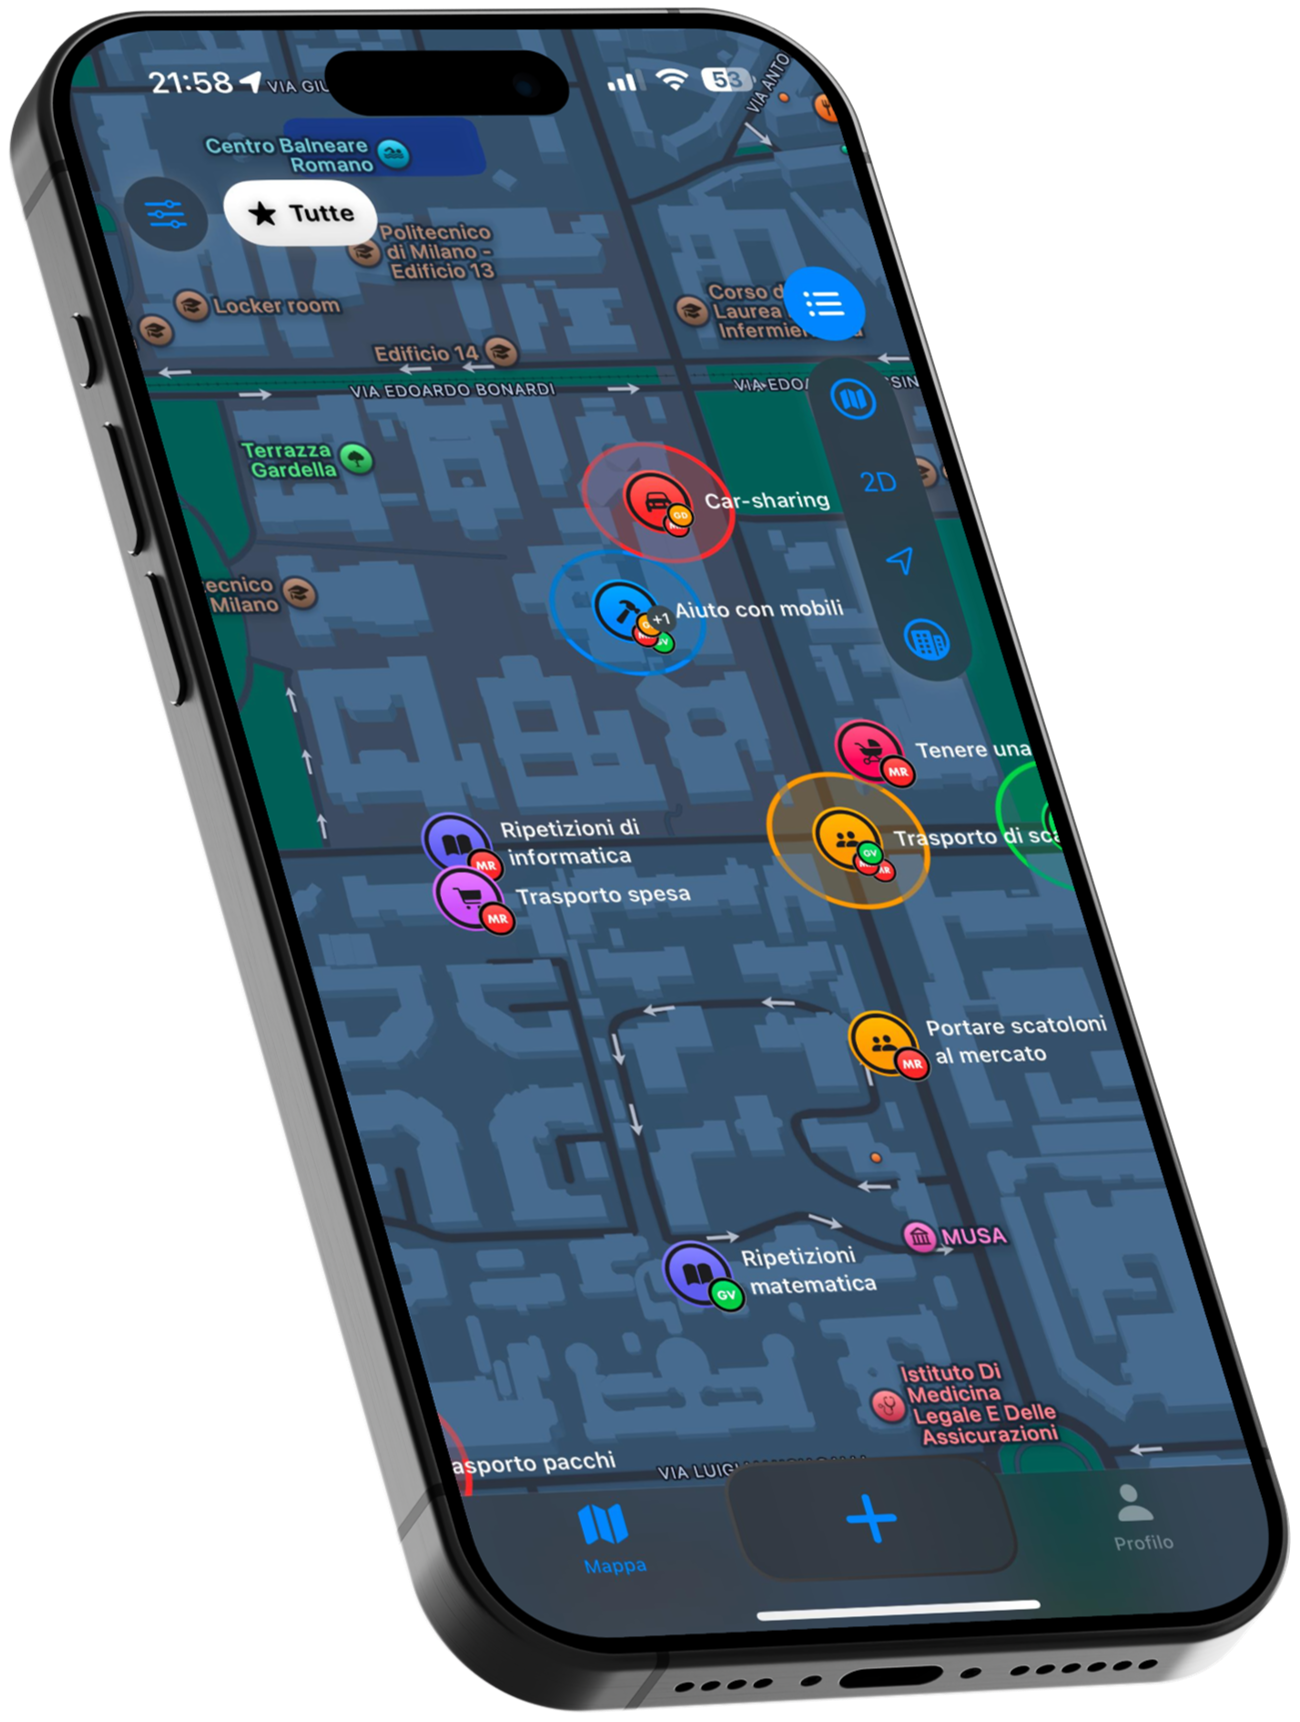 21:58
VIA GIU
53
VIA ANTO
Centro Balneare
Romano
Tutte
Politecnico
di Milano -
Edificio 13
Locker room
Corso d
Laurea
Infermie
Edificio 14
VIA EDOARDO BONARDI
VIA EDOA
SIN
Terrazza
Gardella
2D
Car-sharing
GD
ecnico
Milano
Aiuto con mobili
+1
GV
Tenere una
MR
Ripetizioni di
informatica
MR
Trasporto di sca
GV
MR
Trasporto spesa
MR
Portare scatoloni
al mercato
MR
MUSA
Ripetizioni
matematica
GV
Istituto Di
Medicina
Legale E Delle
Assicurazioni
asporto pacchi
VIA LUIGI
Mappa
Profilo